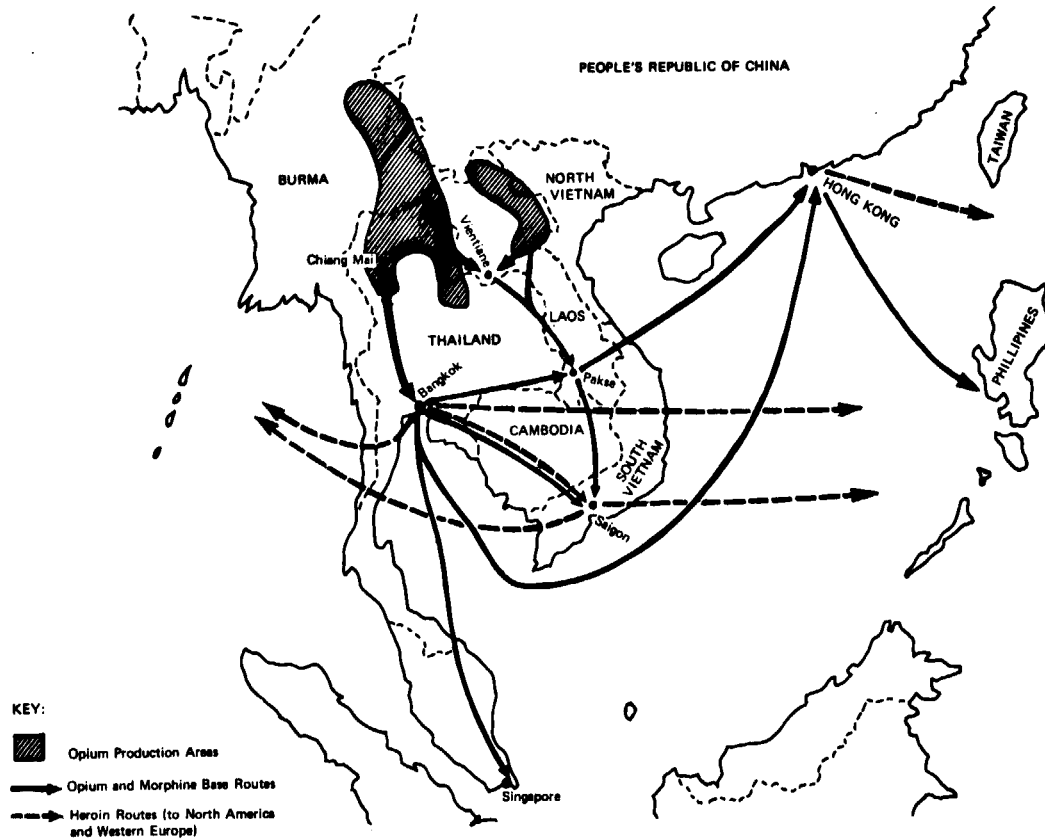 PEOPLE'S REPUBLIC OF CHINA
TAIWAN
BURMA
NORTH
VIETNAM
HONG KONG
Vientiane
Chiang Mai
LAOS
THAILAND
PHILLIPINES
Bangkok
Pakse
CAMBODIA
SOUTH
VIETNAM
Saigon
KEY:
Opium Production Areas
Opium and Morphine Base Routes
Singapore
Heroin Routes (to North America
and Western Europe)